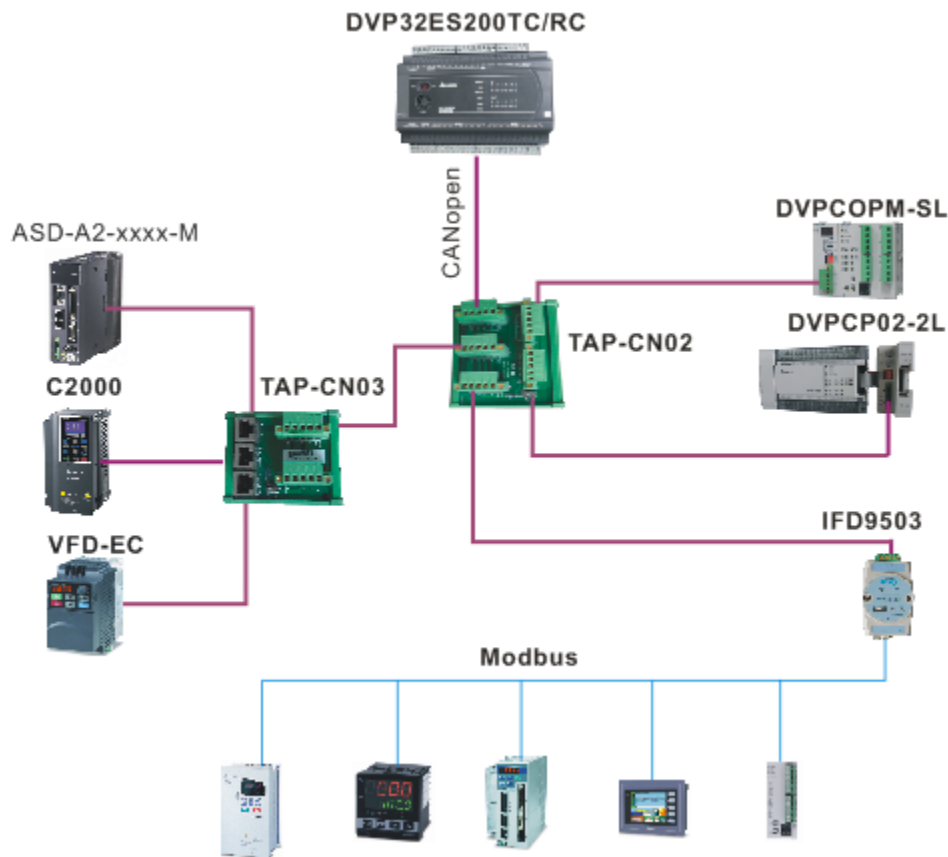 DVP32ES200TC/RC
CANopen
DVPCOPM-SL
ASD-A2-xxxx-M
TAP-CN02
DVPCP02-2L
C2000
TAP-CN03
IFD9503
VFD-EC
Modbus